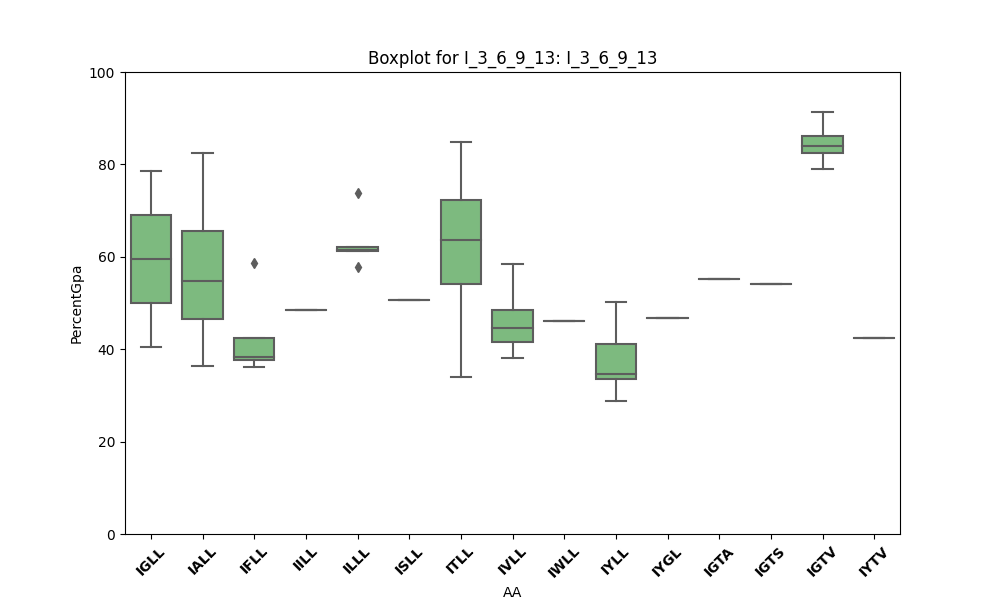 Boxplot for I_3_6_9_13: I_3_6_9_13
100
80
60
40
20
0
PercentGpa
IGLL IALL IFLL IILL ILLL ISLL ITLL IVLL IWLL IYLL IYGL IGTA IGTS IGTV IYTV
AA